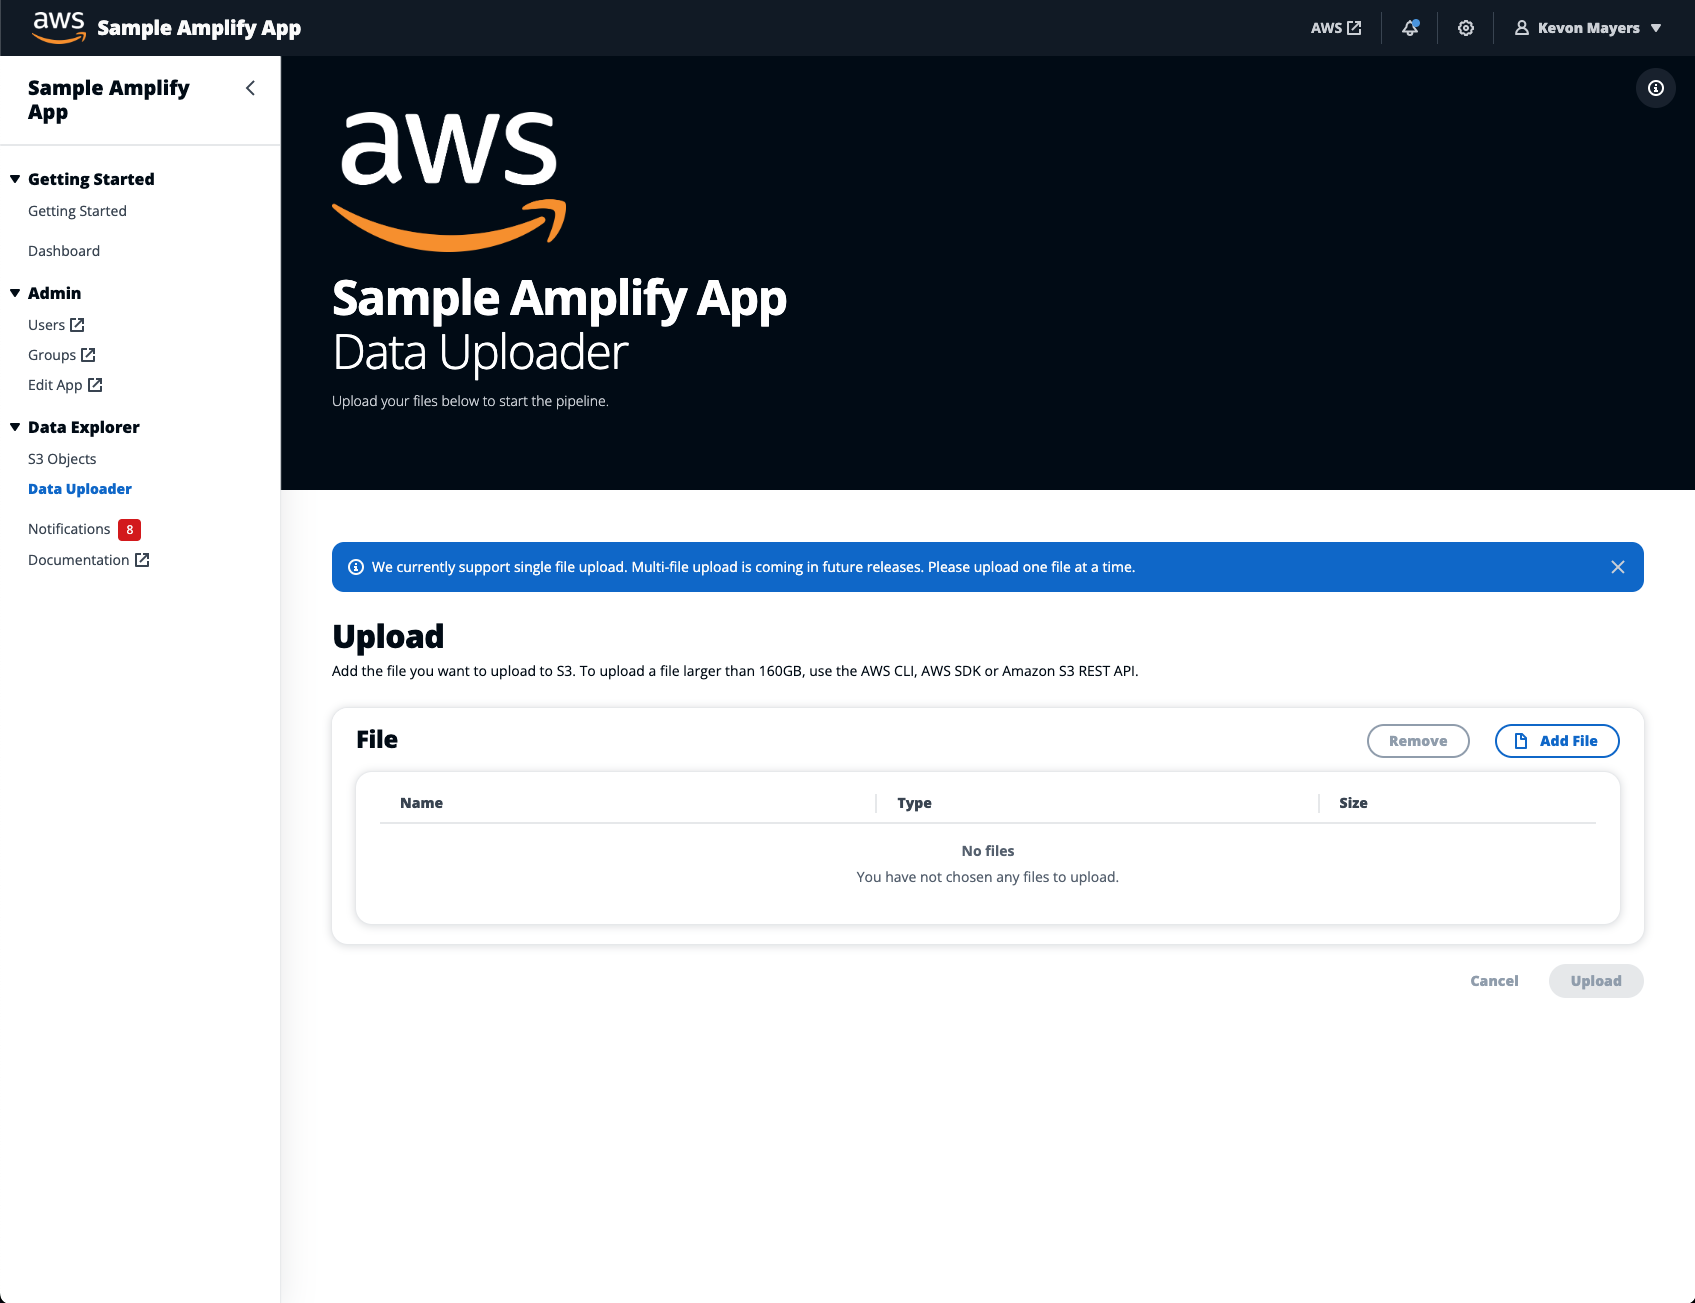 aws Sample Amplify App
AWS
Kevon Mayers
Sample Amplify
App
Getting Started
Getting Started
Dashboard
Admin
Users
Groups
Edit App
Data Explorer
S3 Objects
Data Uploader
Notifications 8
Documentation
aws
Sample Amplify App
Data Uploader
Upload your files below to start the pipeline.
We currently support single file upload. Multi-file upload is coming in future releases. Please upload one file at a time.
Upload
Add the file you want to upload to S3. To upload a file larger than 160GB, use the AWS CLI, AWS SDK or Amazon S3 REST API.
File
Remove
Add File
Name Type Size
No files
You have not chosen any files to upload.
Cancel
Upload